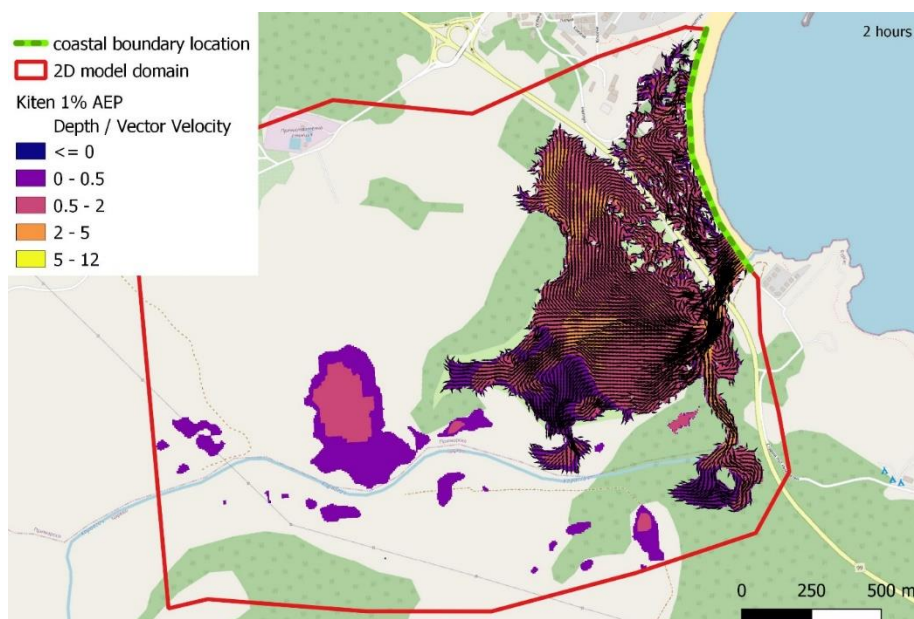 2 hours
coastal boundary location
2D model domain
Kiten 1% AEP
Depth / Vector Velocity
<= 0
0 - 0.5
0.5 - 2
2 - 5
5 - 12
0 250 500 m